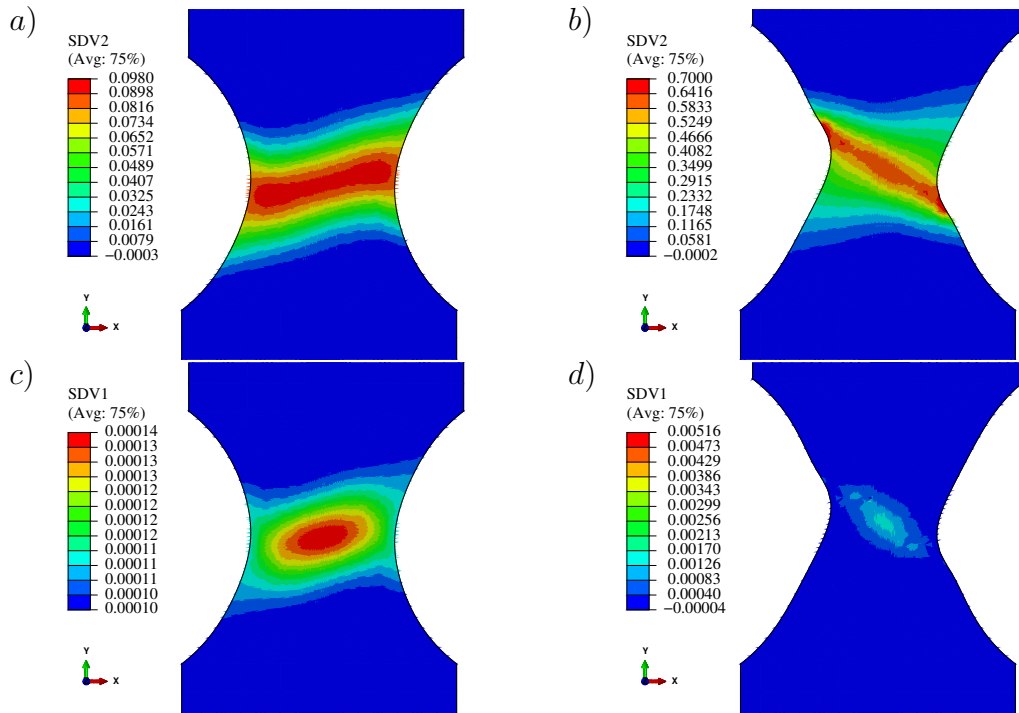 a)
SDV2
(Avg: 75%)
0.0980
0.0898
0.0816
0.0734
0.0652
0.0571
0.0489
0.0407
0.0325
0.0243
0.0161
0.0079
−0.0003
Y
X
b)
SDV2
(Avg: 75%)
0.7000
0.6416
0.5833
0.5249
0.4666
0.4082
0.3499
0.2915
0.2332
0.1748
0.1165
0.0581
−0.0002
Y
X
c)
SDV1
(Avg: 75%)
0.00014
0.00013
0.00013
0.00013
0.00012
0.00012
0.00012
0.00012
0.00011
0.00011
0.00011
0.00010
0.00010
Y
X
d)
SDV1
(Avg: 75%)
0.00516
0.00473
0.00429
0.00386
0.00343
0.00299
0.00256
0.00213
0.00170
0.00126
0.00083
0.00040
−0.00004
Y
X